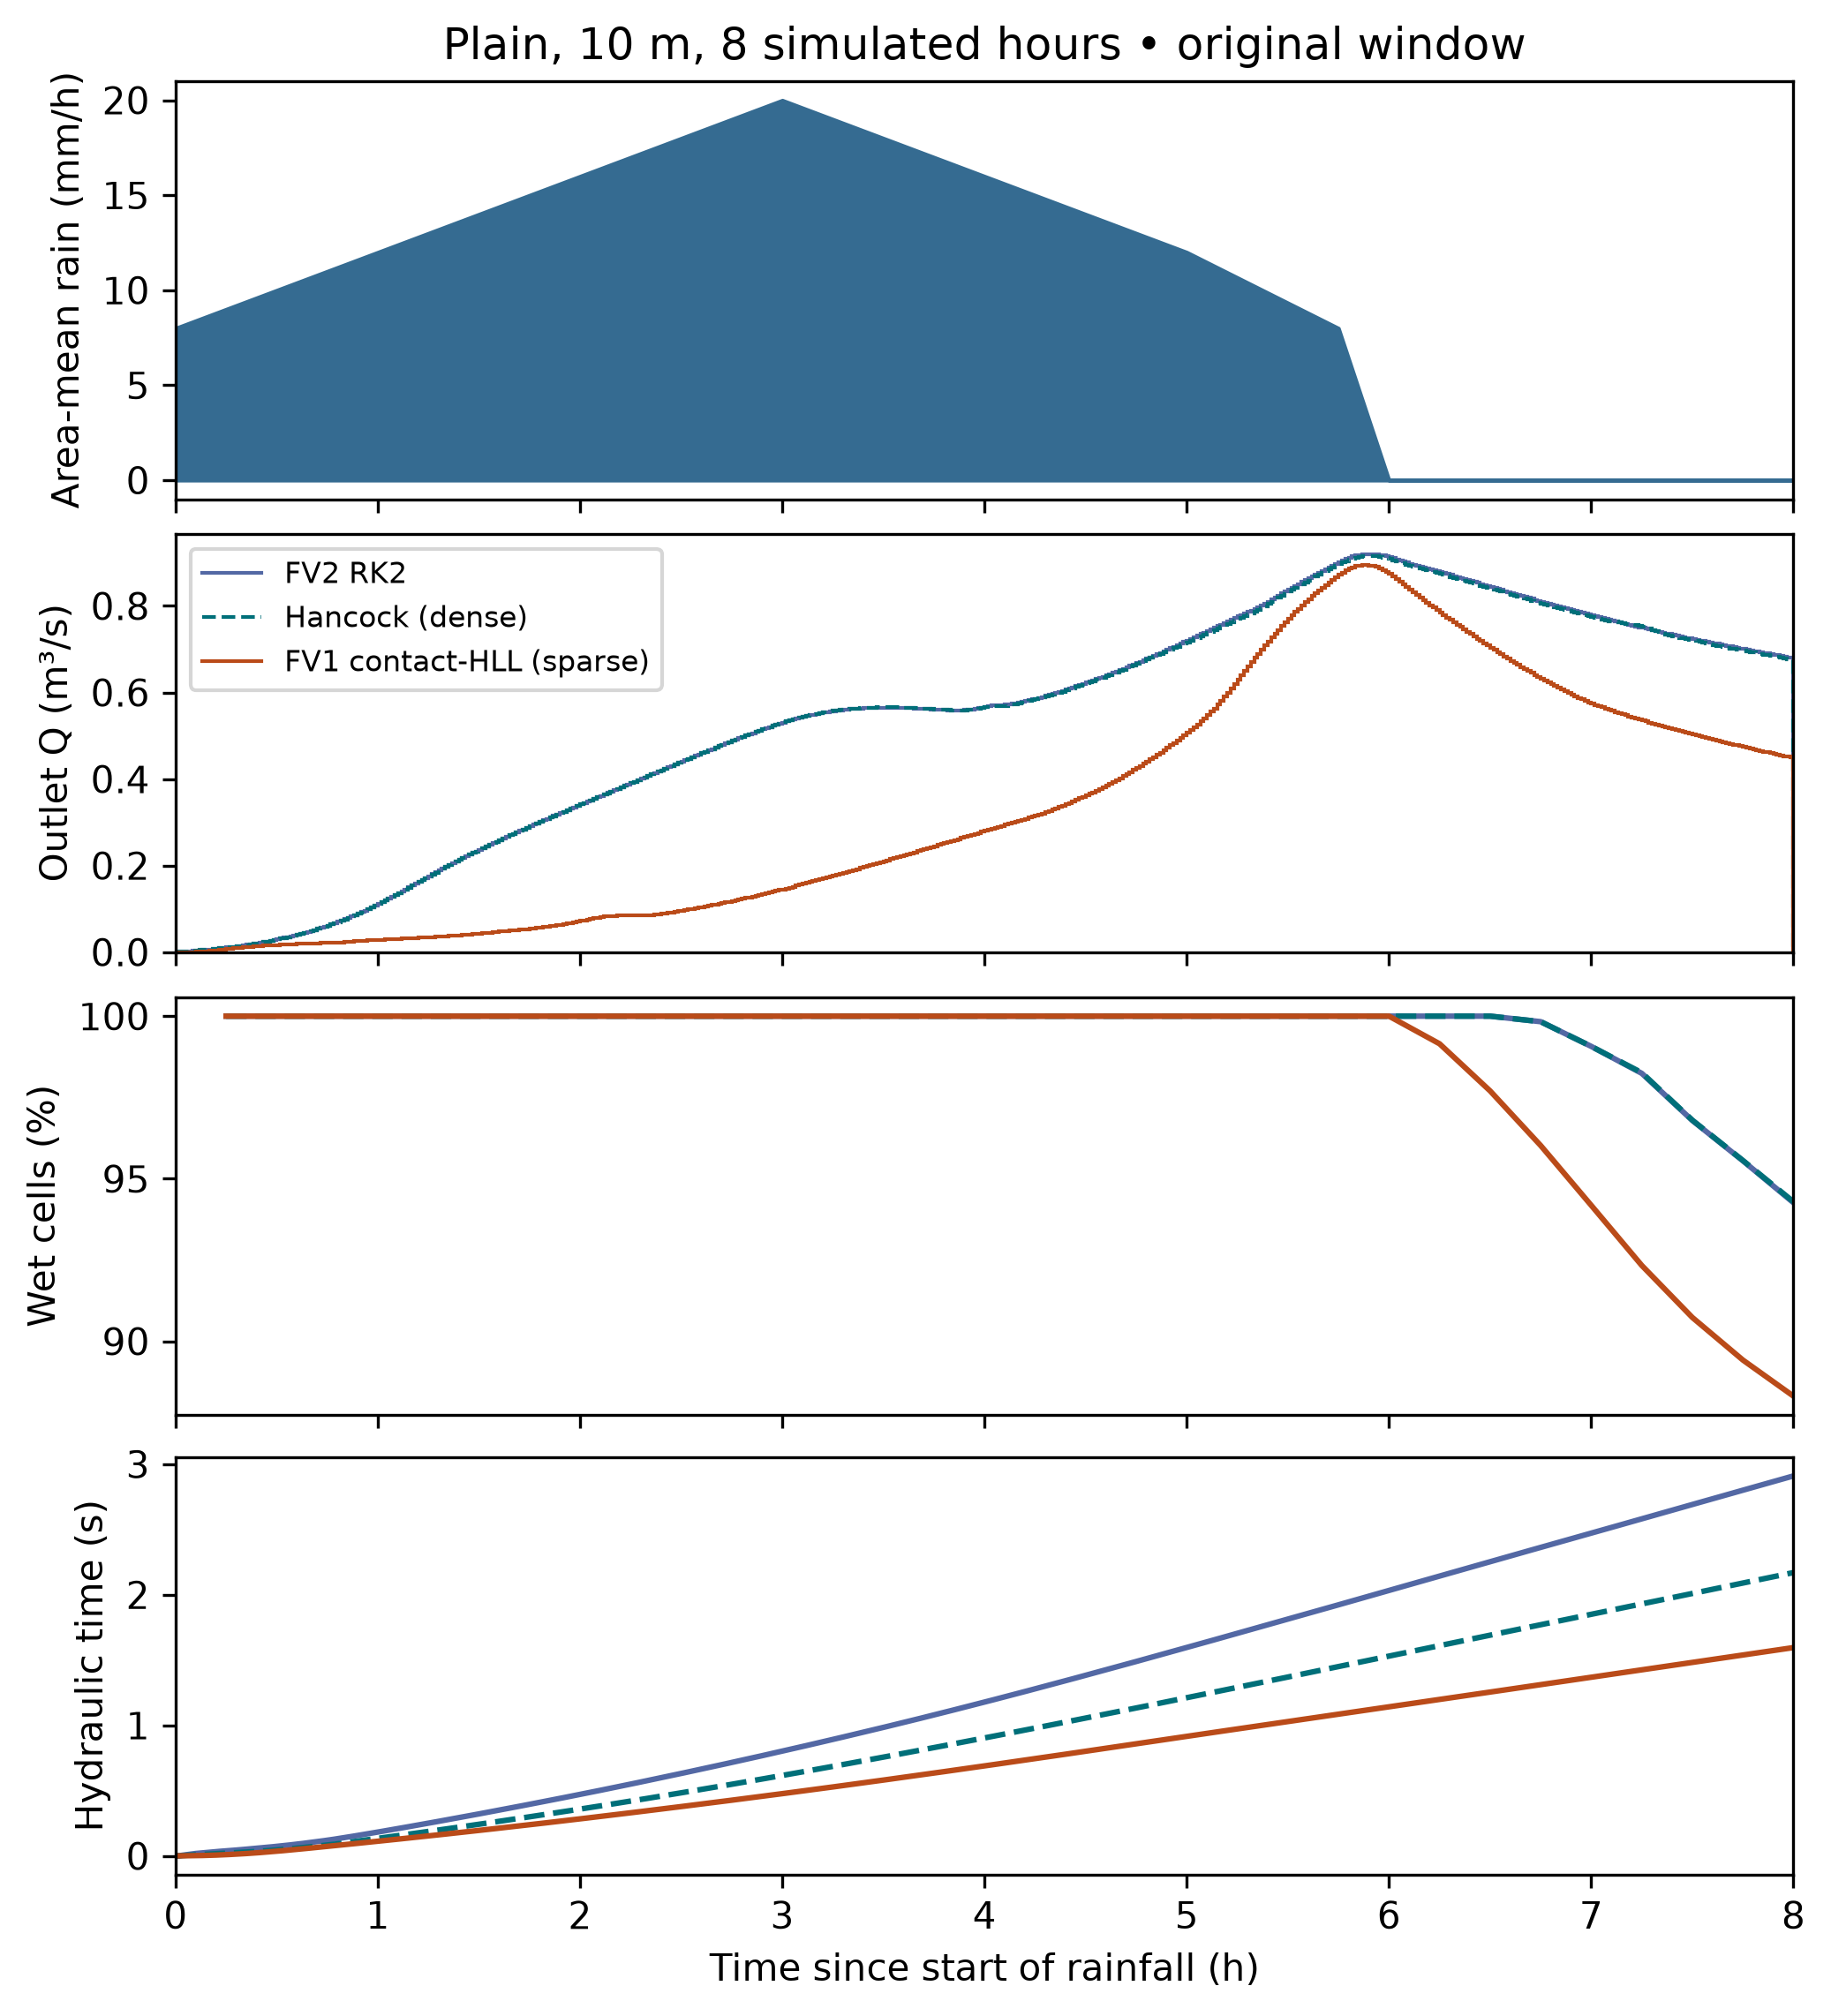 Plain, 10 m, 8 simulated hours • original window
Area-mean rain (mm/h)
20
15
10
5
0
Outlet Q (m³/s)
0.8
0.6
0.4
0.2
0.0
FV2 RK2
Hancock (dense)
FV1 contact-HLL (sparse)
Wet cells (%)
100
95
90
Hydraulic time (s)
3
2
1
0
0 1 2 3 4 5 6 7 8
Time since start of rainfall (h)